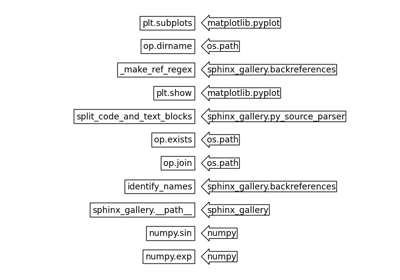 plt.subplots matplotlib.pyplot
op.dirname os.path
_make_ref_regex sphinx_gallery.backreferences
plt.show matplotlib.pyplot
split_code_and_text_blocks sphinx_gallery.py_source_parser
op.exists os.path
op.join os.path
identify_names sphinx_gallery.backreferences
sphinx_gallery.__path__ sphinx_gallery
numpy.sin numpy
numpy.exp numpy